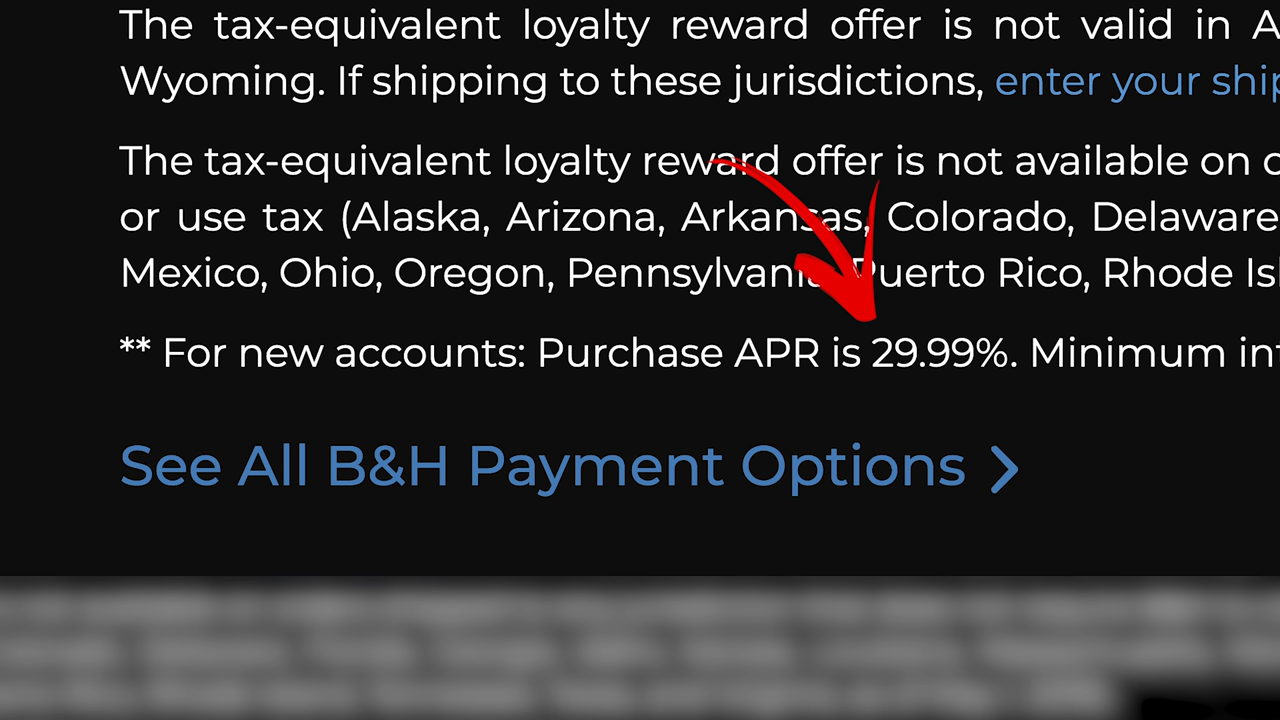 The tax-equivalent loyalty reward offer is not valid in
Wyoming. If shipping to these jurisdictions, enter your
The tax-equivalent loyalty reward offer is not available on
or use tax (Alaska, Arizona, Arkansas, Colorado, Delaware
Mexico, Ohio, Oregon, Pennsylvania, Puerto Rico, Rhode
** For new accounts: Purchase APR is 29.99%. Minimum
See All B&H Payment Options